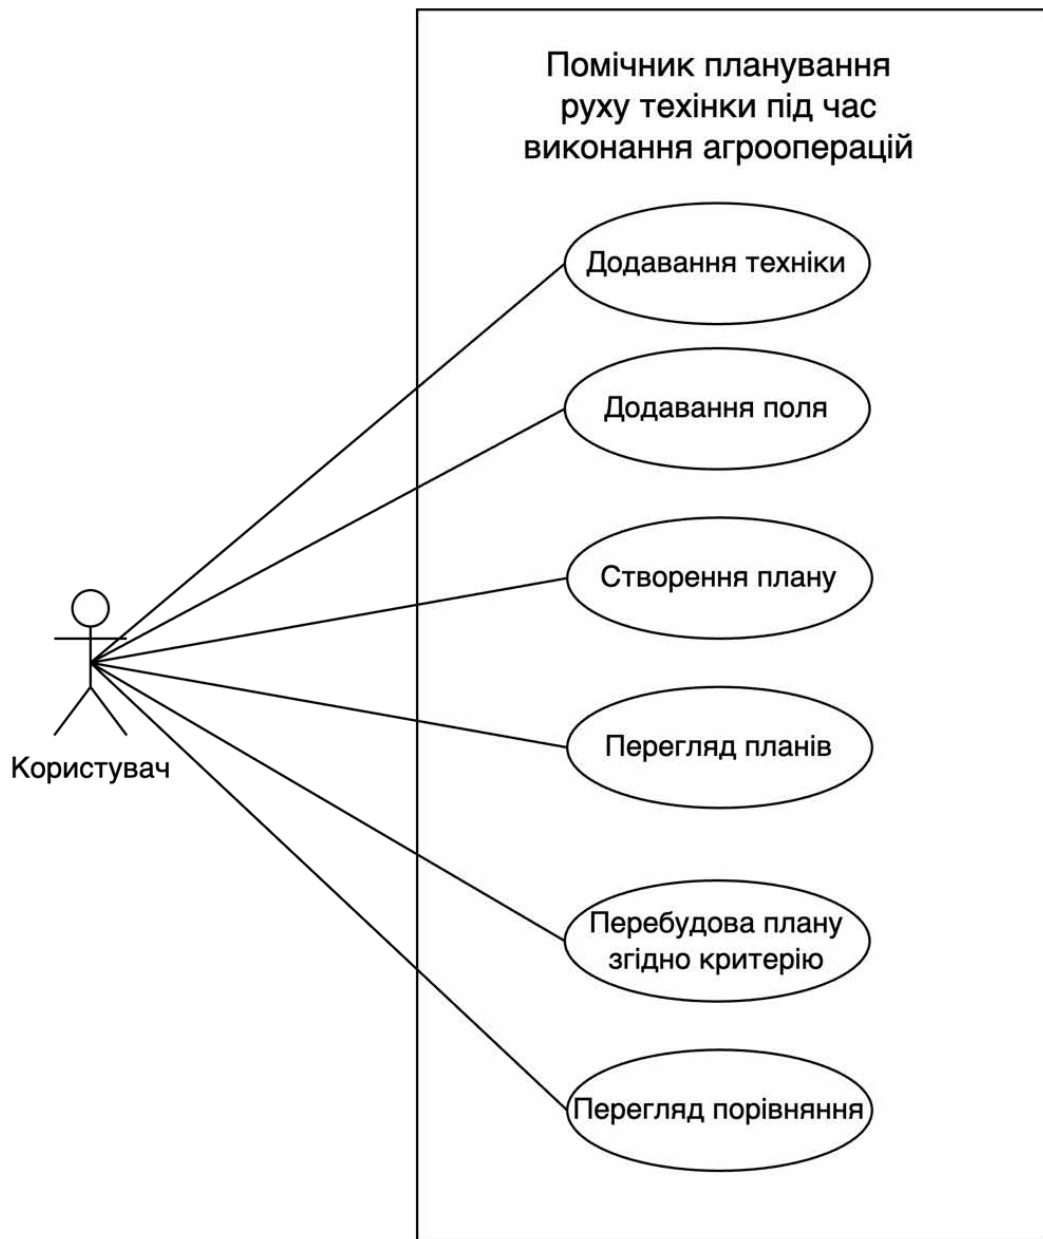 Помічник планування
руху техінки під час
виконання агрооперацій
Додавання техніки
Додавання поля
Створення плану
Перегляд планів
Користувач
Перебудова плану
згідно критерію
Перегляд порівняння